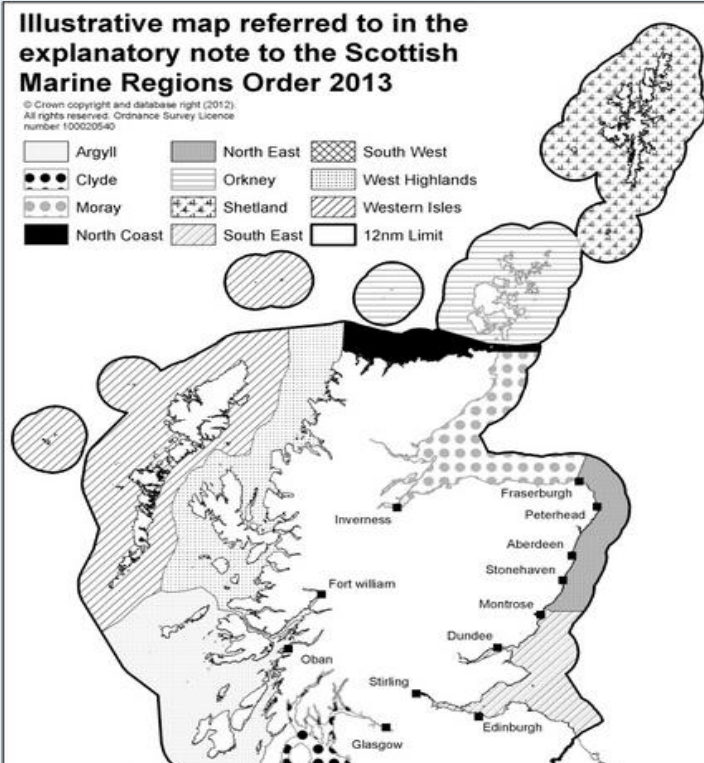 Illustrative map referred to in the
explanatory note to the Scottish
Marine Regions Order 2013
© Crown copyright and database right (2012).
All rights reserved. Ordnance Survey Licence
number 100020540
Argyll
North East
South West
Clyde
Orkney
West Highlands
Moray
Shetland
Western Isles
North Coast
South East
12nm Limit
Fraserburgh
Inverness
Peterhead
Aberdeen
Stonehaven
Fort william
Montrose
Dundee
Oban
Stirling
Edinburgh
Glasgow